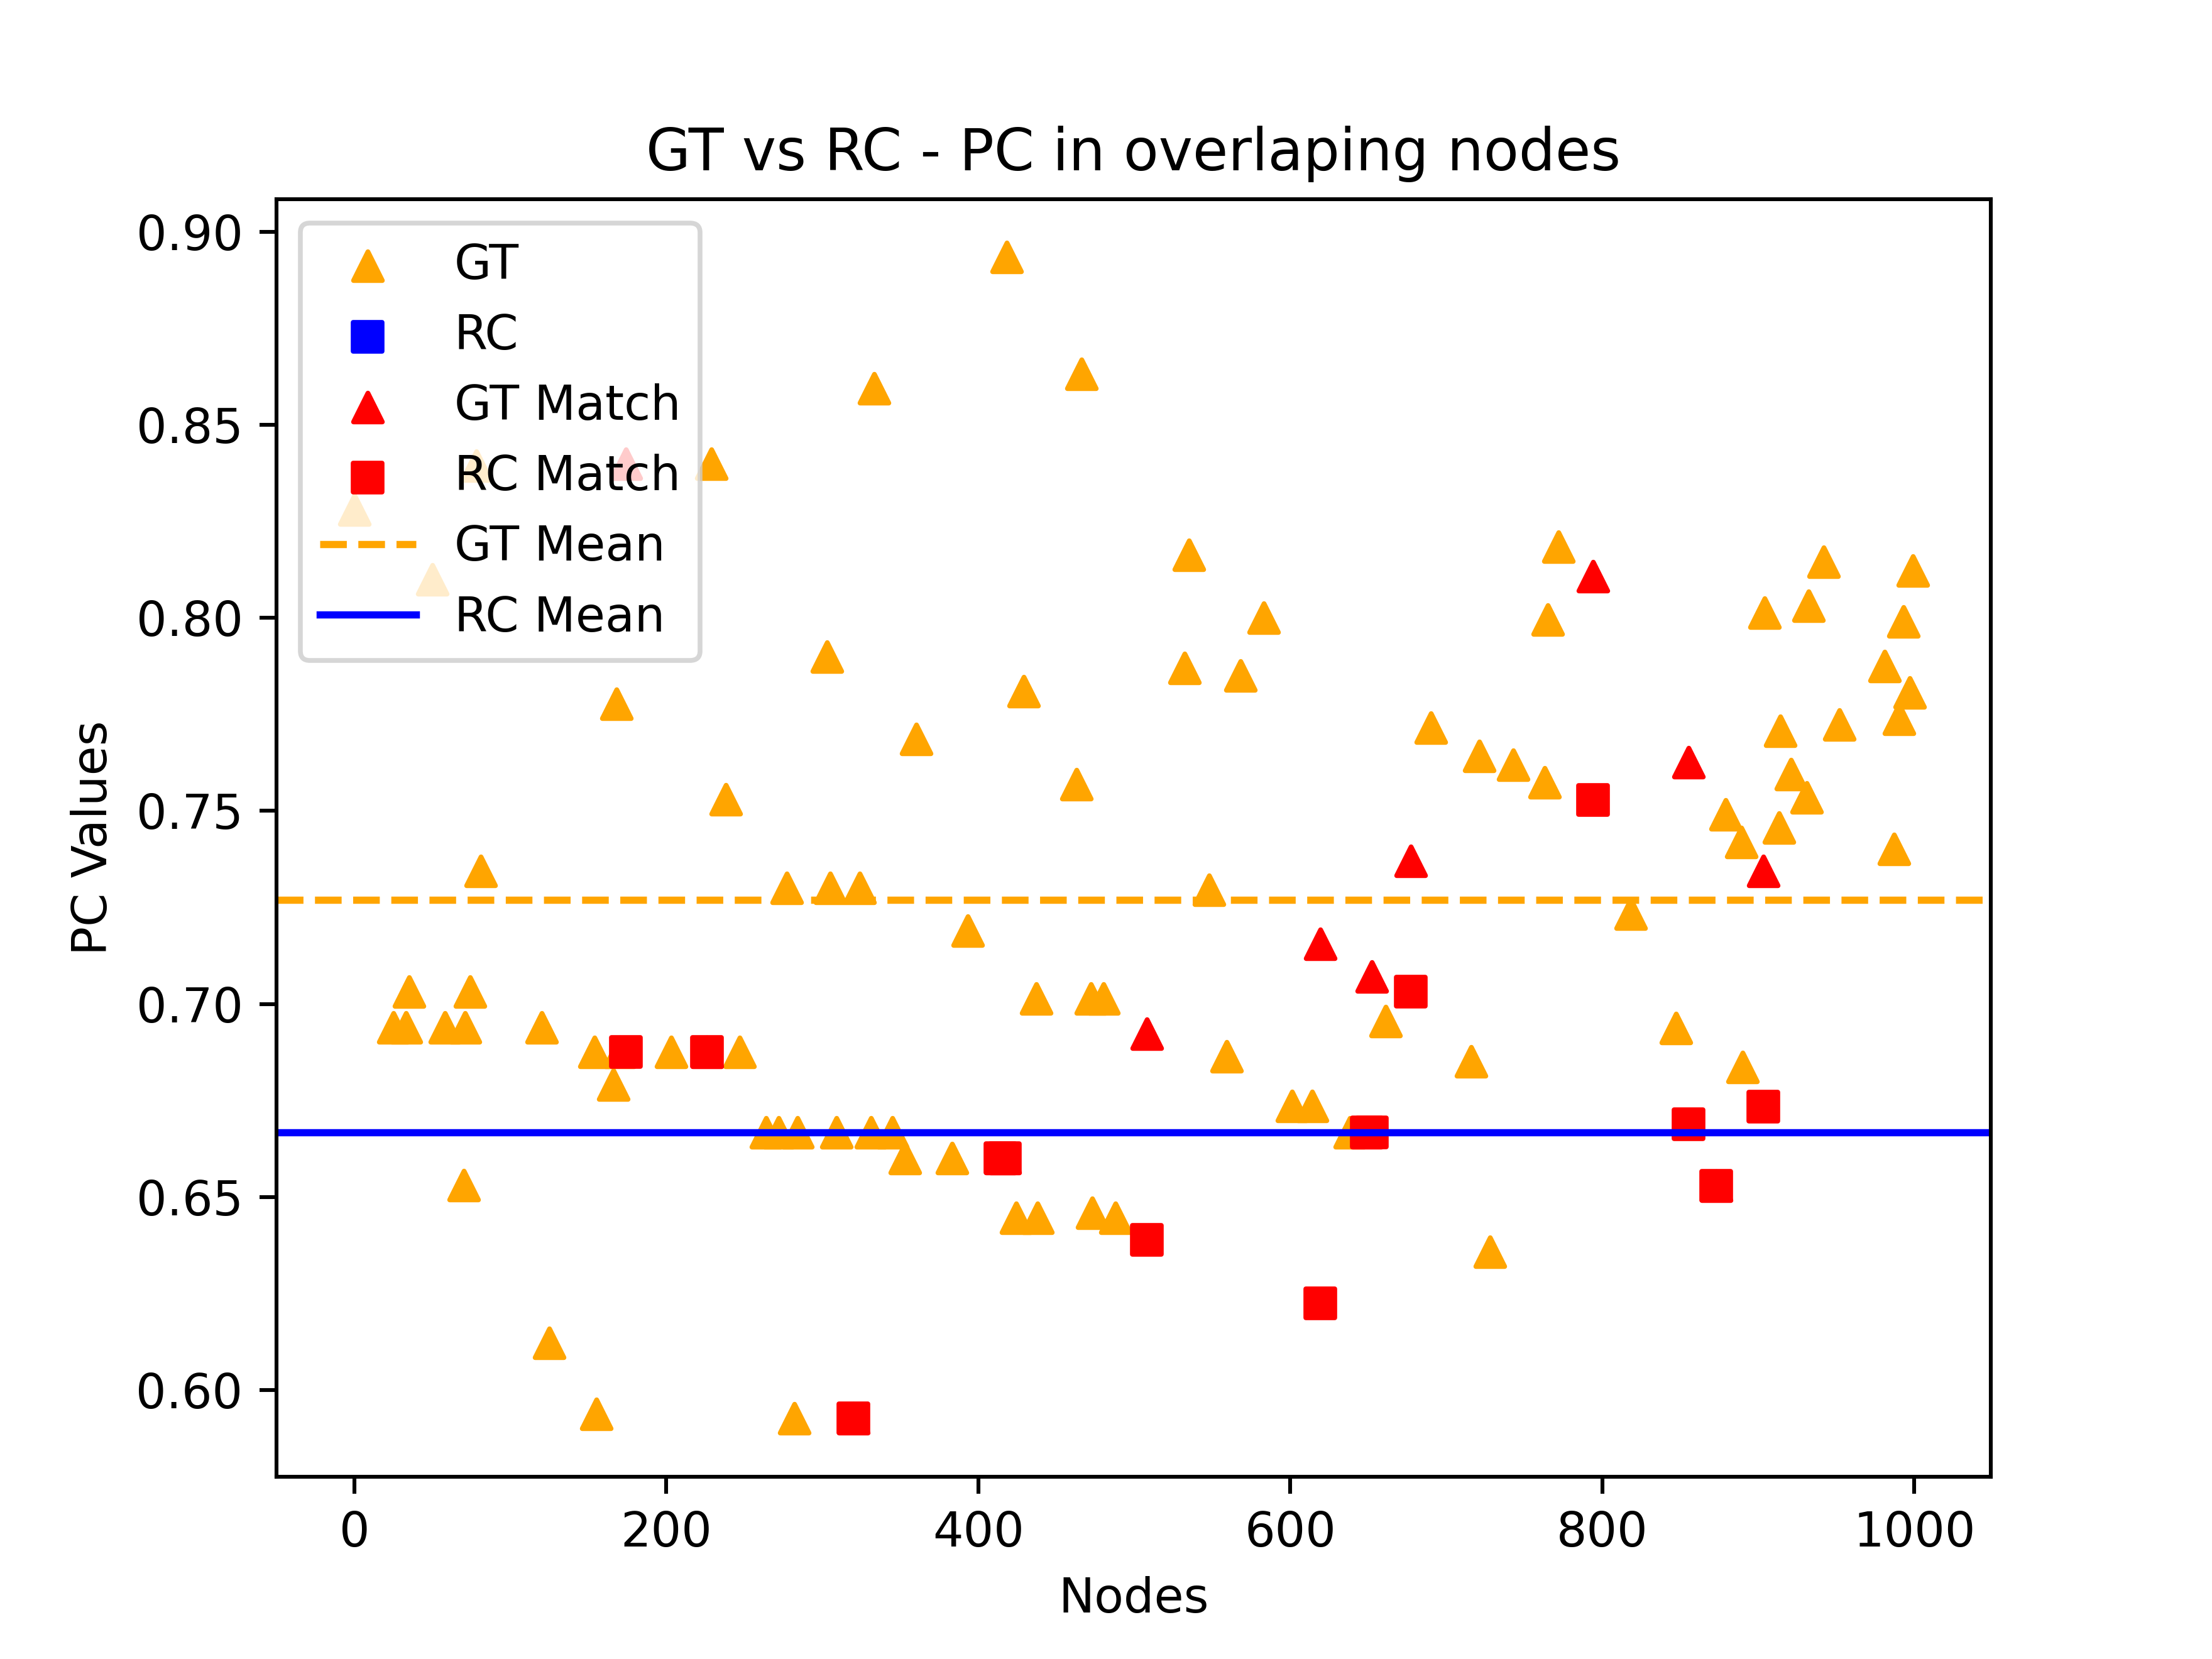 GT vs RC - PC in overlaping nodes
0.90
0.85
0.80
0.75
0.70
0.65
0.60
PC Values
GT
RC
GT Match
RC Match
GT Mean
RC Mean
0 200 400 600 800 1000
Nodes